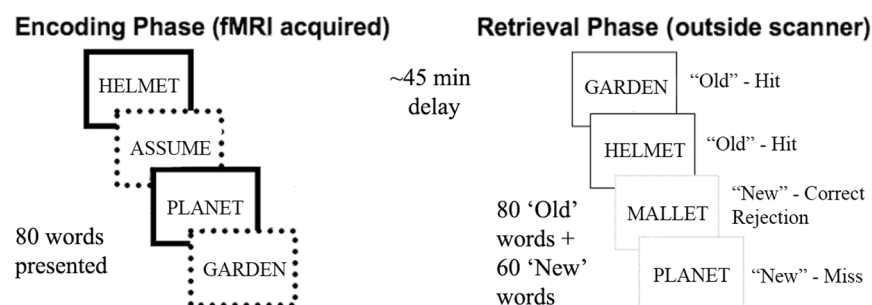 Encoding Phase (fMRI acquired)
Retrieval Phase (outside scanner)
HELMET
ASSUME
PLANET
GARDEN
80 words
presented
~45 min
delay
GARDEN
"Old" - Hit
HELMET
"Old" - Hit
MALLET
"New" - Correct
Rejection
PLANET
"New" - Miss
80 ‘Old’
words +
60 ‘New’
words